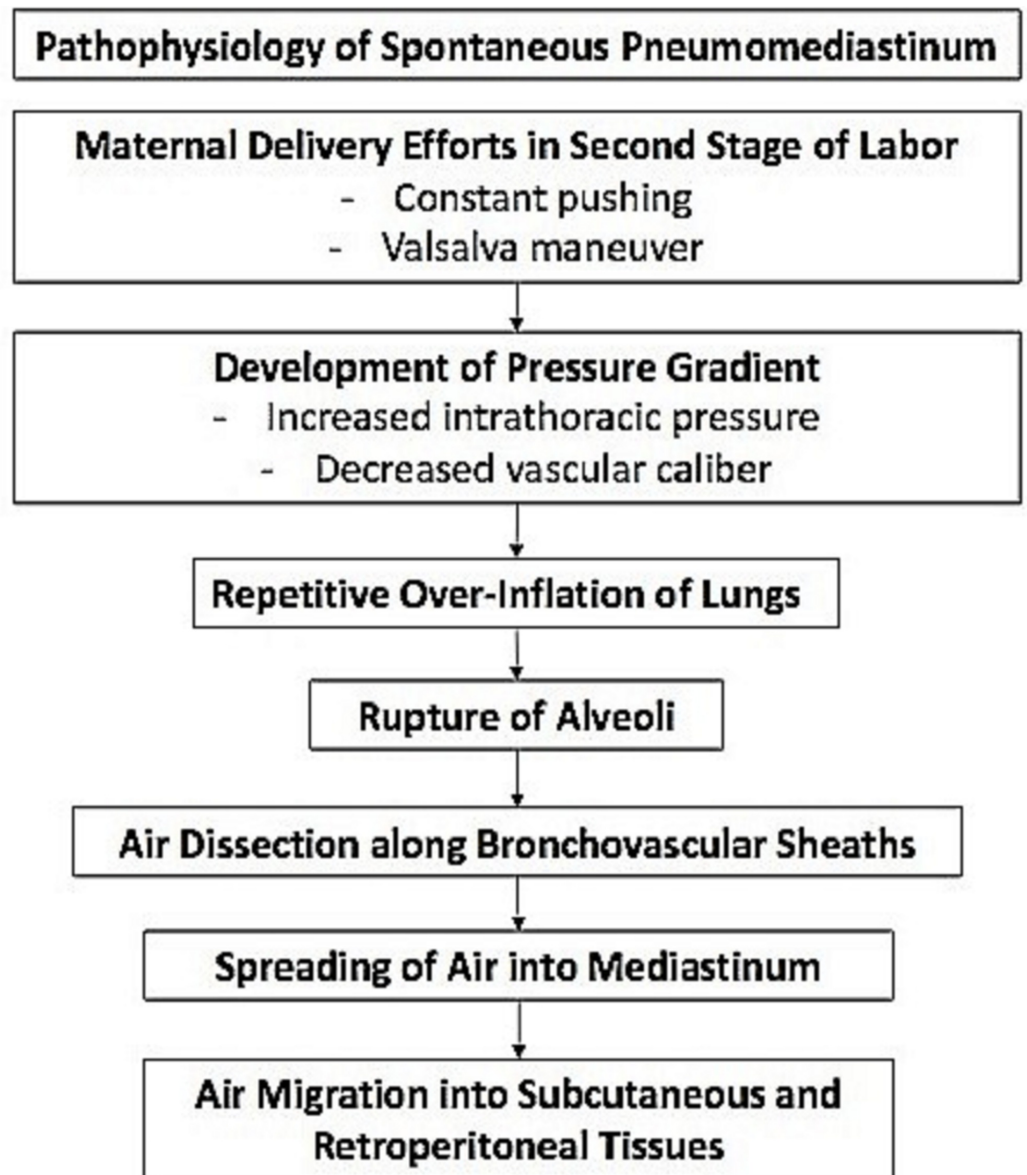 Pathophysiology of Spontaneous Pneumomediastinum
Maternal Delivery Efforts in Second Stage of Labor
- Constant pushing
- Valsalva maneuver
Development of Pressure Gradient
- Increased intrathoracic pressure
- Decreased vascular caliber
Repetitive Over-Inflation of Lungs
Rupture of Alveoli
Air Dissection along Bronchovascular Sheaths
Spreading of Air into Mediastinum
Air Migration into Subcutaneous and
Retroperitoneal Tissues